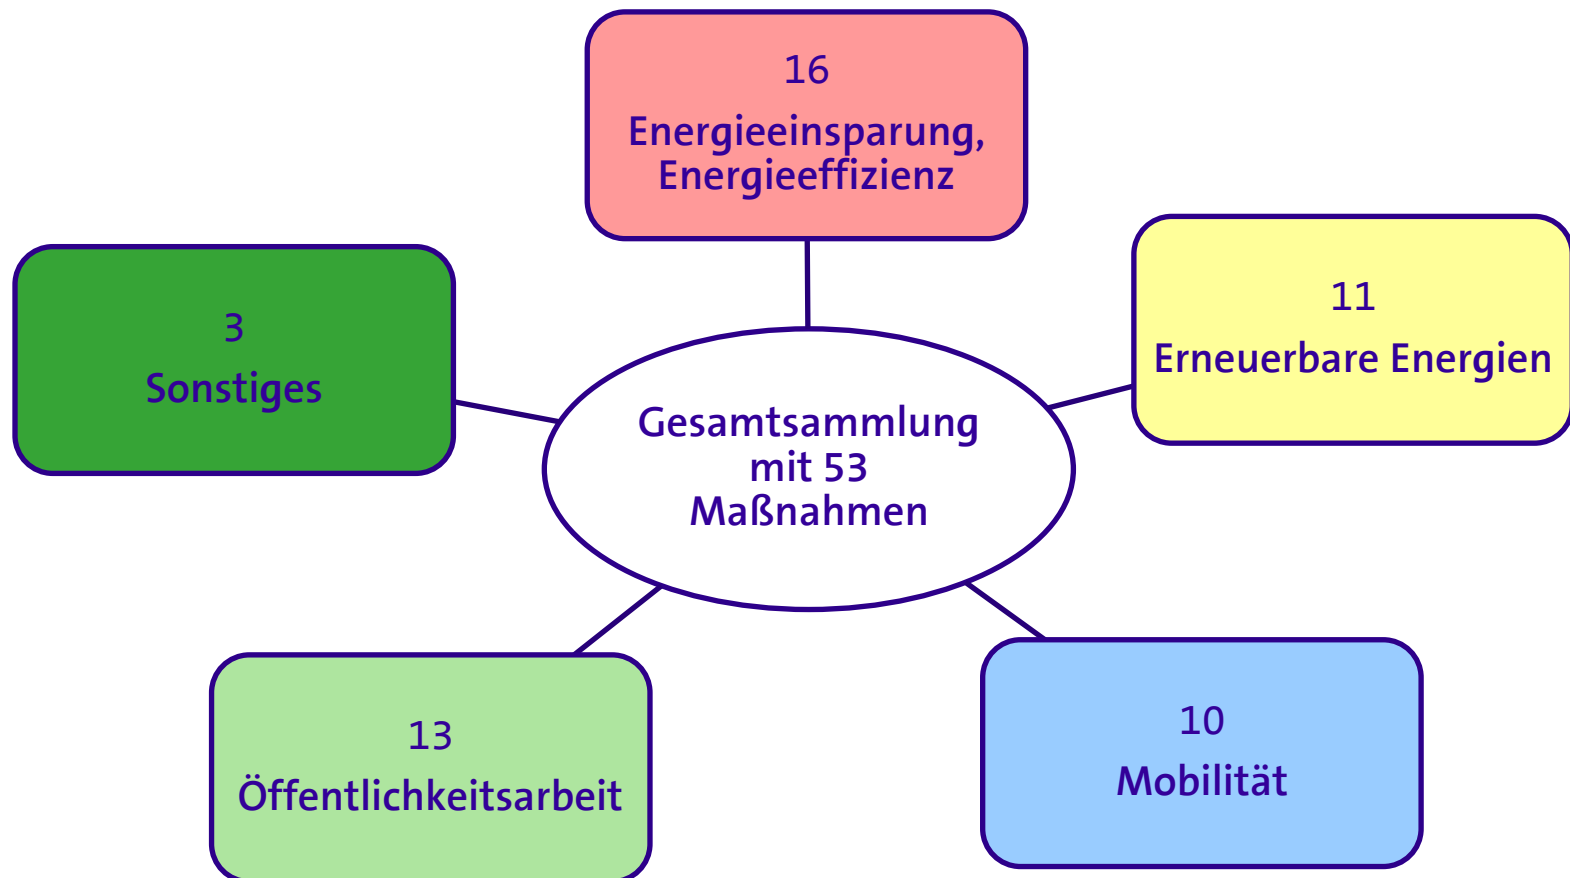 16
Energieeinsparung,
Energieeffizienz
11
Erneuerbare Energien
3
Sonstiges
Gesamtsammlung
mit 53
Maßnahmen
13
Öffentlichkeitsarbeit
10
Mobilität